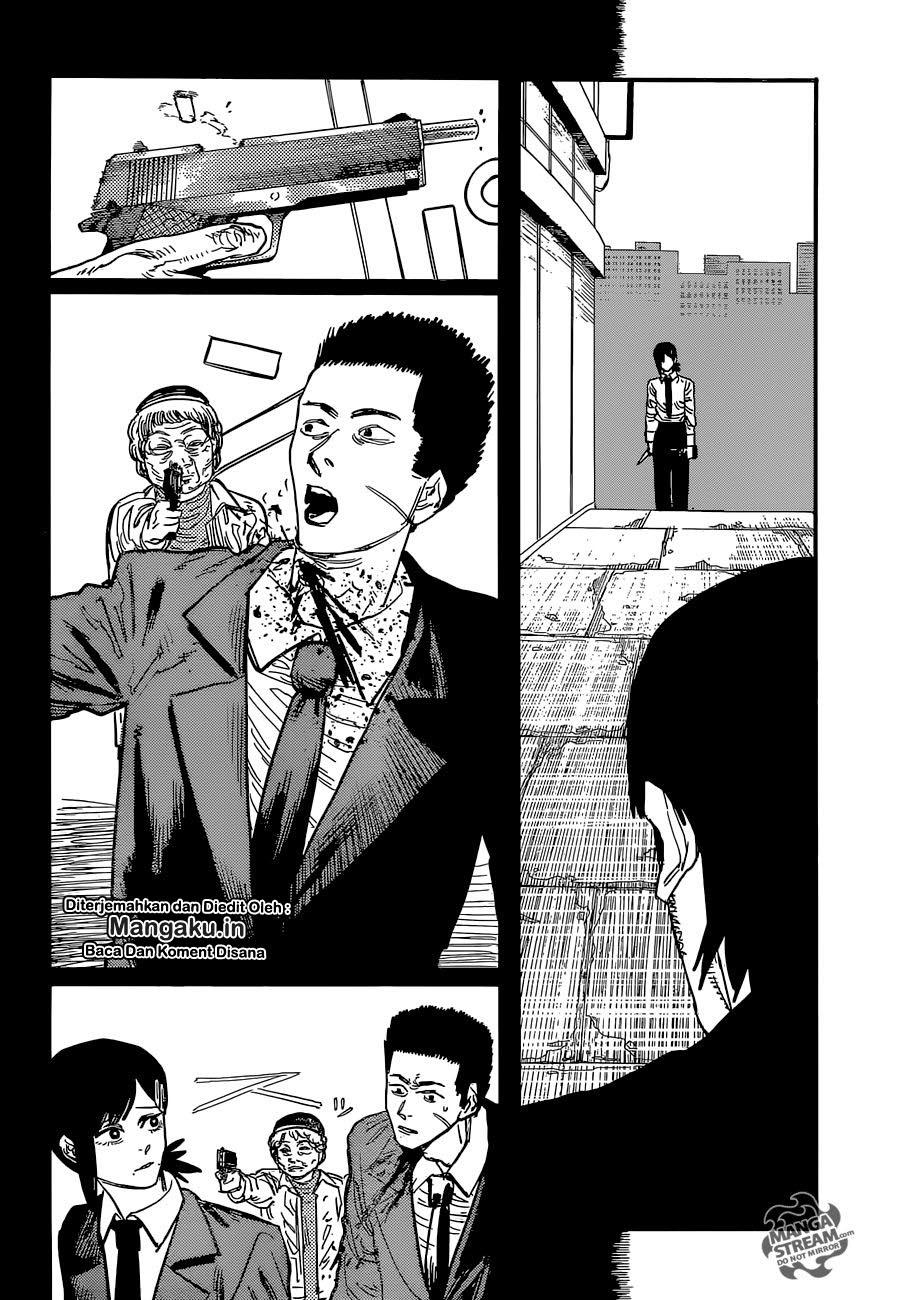 Diterjemahkan dan Diedit Oleh :
Mangaku.in
Baca Dan Koment Disana
MANGA
STREAM.com
DO NOT MIRROR